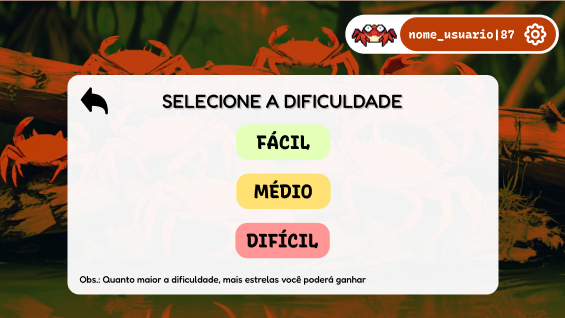 nome_usuario|87
SELECIONE A DIFICULDADE
FÁCIL
MÉDIO
DIFÍCIL
Obs.: Quanto maior a dificuldade, mais estrelas você poderá ganhar